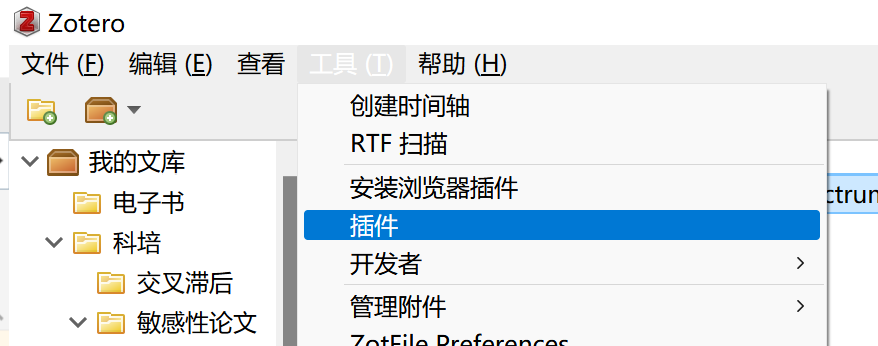 Zotero
文件 (F) 编辑 (E) 查看 工具 (T) 帮助 (H)
创建时间轴
RTF 扫描
安装浏览器插件
插件
开发者
管理附件
ZotFile Preferences
我的文库
电子书
科培
交叉滞后
敏感性论文
ctrun